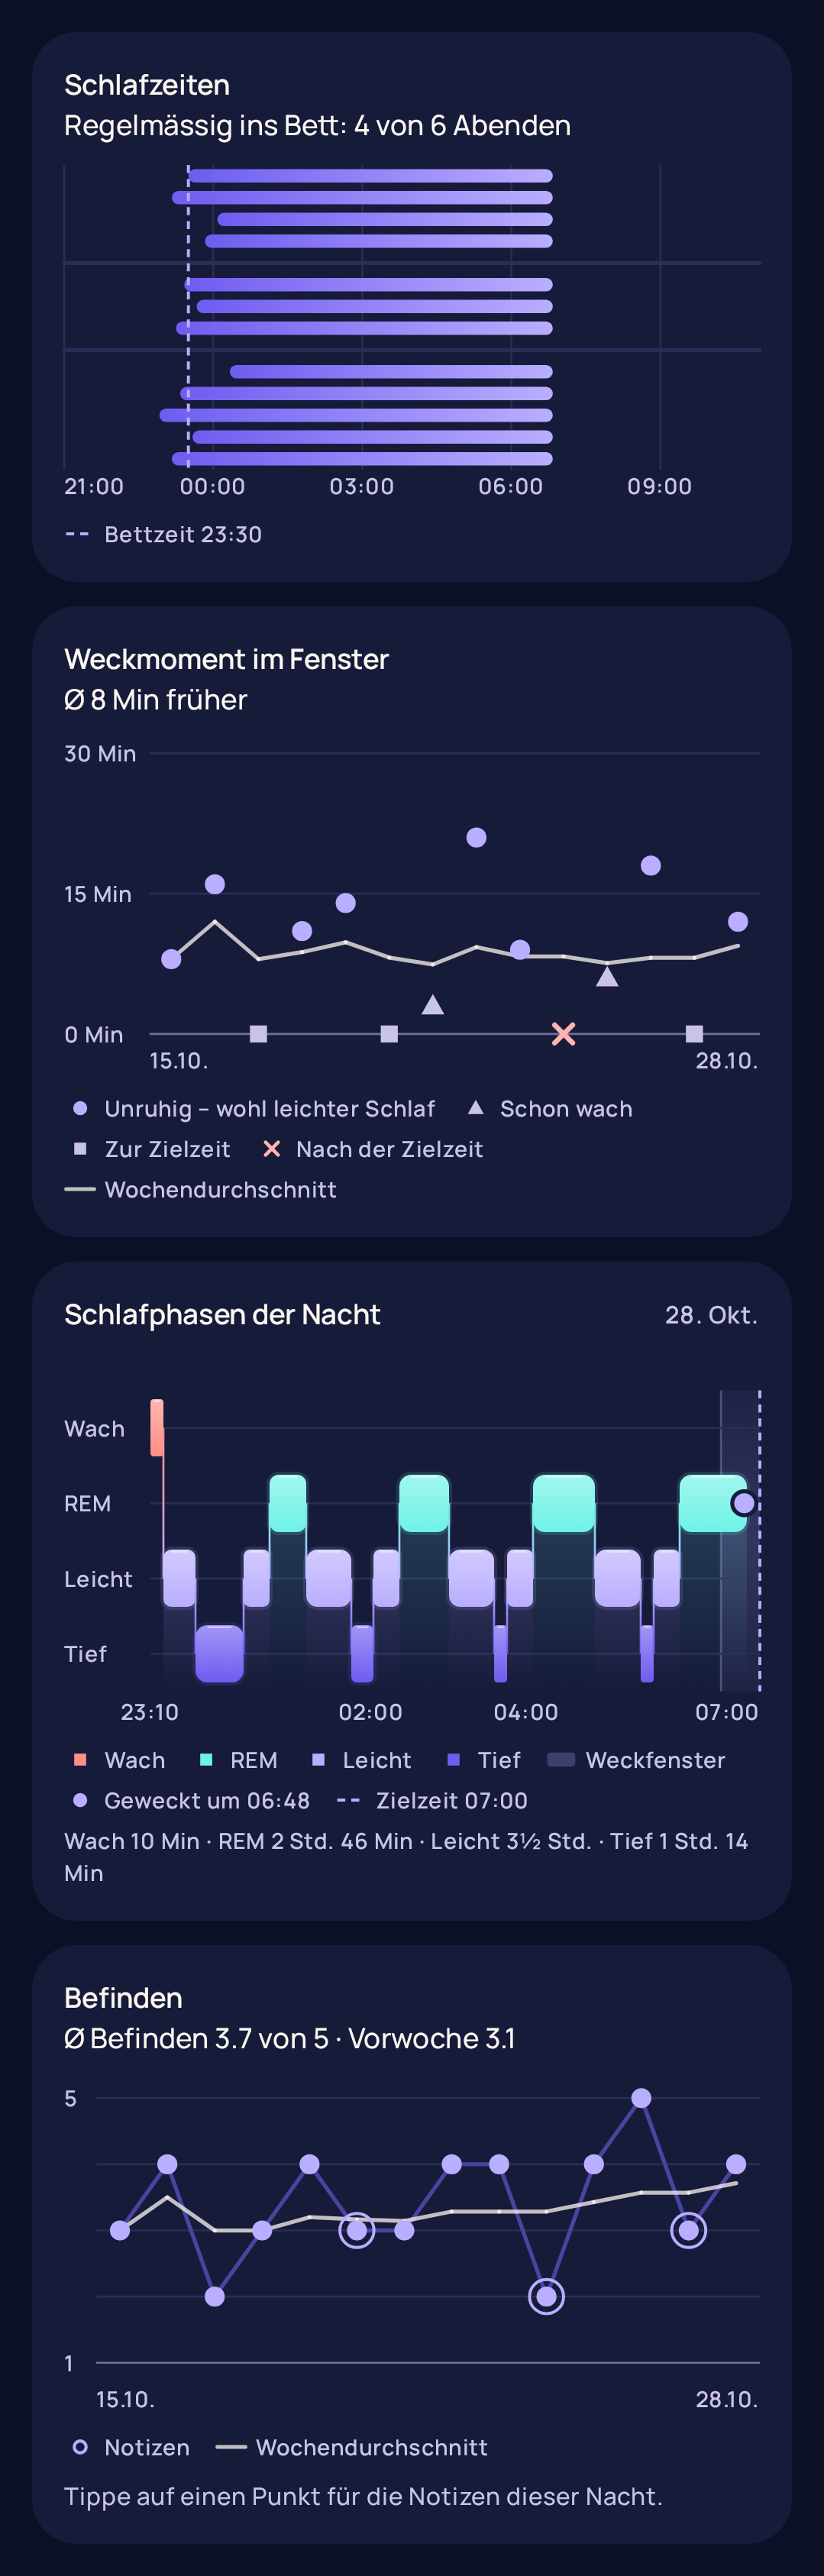 Schlafzeiten
Regelmässig ins Bett: 4 von 6 Abenden
21:00 00:00 03:00 06:00 09:00
Bettzeit 23:30
Weckmoment im Fenster
Ø 8 Min früher
30 Min
15 Min
0 Min
15.10. 28.10.
Unruhig – wohl leichter Schlaf Schon wach
Zur Zielzeit Nach der Zielzeit
Wochendurchschnitt
Schlafphasen der Nacht 28. Okt.
Wach
REM
Leicht
Tief
23:10 02:00 04:00 07:00
Wach REM Leicht Tief Weckfenster
Geweckt um 06:48 Zielzeit 07:00
Wach 10 Min · REM 2 Std. 46 Min · Leicht 3½ Std. · Tief 1 Std. 14
Min
Befinden
Ø Befinden 3.7 von 5 · Vorwoche 3.1
5
1
15.10. 28.10.
Notizen Wochendurchschnitt
Tippe auf einen Punkt für die Notizen dieser Nacht.